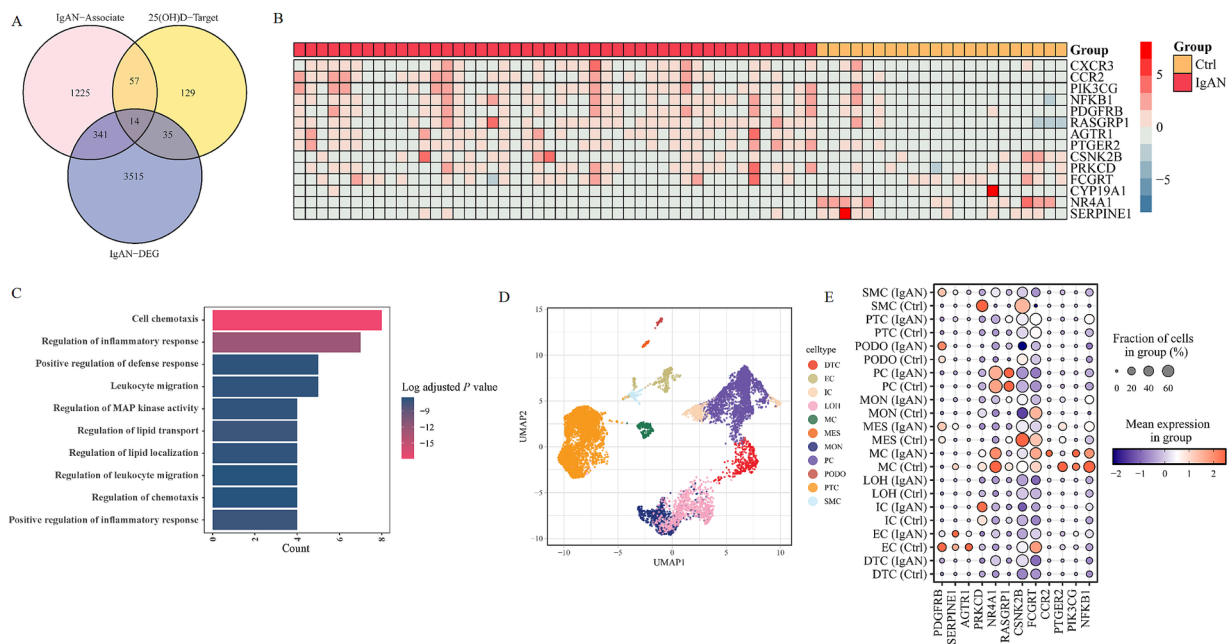 A
IgAN-Associate
25(OH)D-Target
1225
57
129
14
341
35
3515
IgAN-DEG
B
Group
CXCR3
CCR2
PIK3CG
NFKB1
PDGFRB
RASGRP1
AGTR1
PTGER2
CSNK2B
PRKCD
FCGRT
CYP19A1
NR4A1
SERPINE1
5
0
−5
Group
Ctrl
IgAN
C
Cell chemotaxis
Regulation of inflammatory response
Positive regulation of defense response
Leukocyte migration
Regulation of MAP kinase activity
Regulation of lipid transport
Regulation of lipid localization
Regulation of leukocyte migration
Regulation of chemotaxis
Positive regulation of inflammatory response
0 2 4 6 8
Count
Log adjusted P value
-9
-12
-15
D
15
10
5
0
−5
−10
UMAP2
−10 −5 0 5 10
UMAP1
celltype
DTC
EC
IC
LOH
MC
MES
MON
PC
PODO
PTC
SMC
E
SMC (IgAN)
SMC (Ctrl)
PTC (IgAN)
PTC (Ctrl)
PODO (IgAN)
PODO (Ctrl)
PC (IgAN)
PC (Ctrl)
MON (IgAN)
MON (Ctrl)
MES (IgAN)
MES (Ctrl)
MC (IgAN)
MC (Ctrl)
LOH (IgAN)
LOH (Ctrl)
IC (IgAN)
IC (Ctrl)
EC (IgAN)
EC (Ctrl)
DTC (IgAN)
DTC (Ctrl)
PDGFRB
SERPINE1
AGTR1
PRKCD
NR4A1
RASGRP1
CSNK2B
FCGRT
CCR2
PTGER2
PIK3CG
NFKB1
Fraction of cells
in group (%)
0 20 40 60
Mean expression
in group
−2 −1 0 1 2